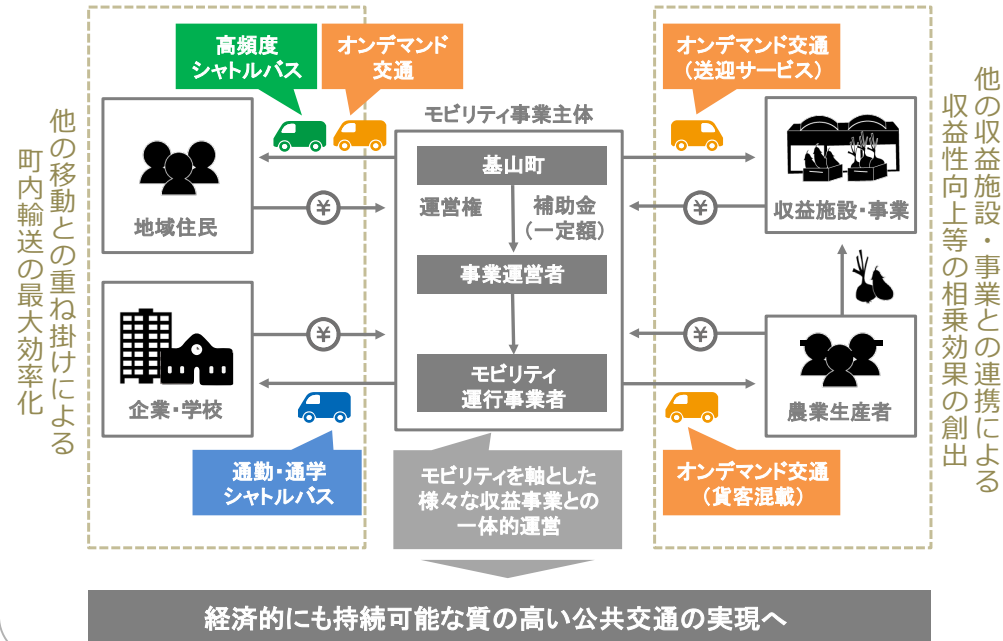 他の移動との重ね掛けによる
町内輸送の最大効率化
高頻度
シャトルバス
オンデマンド
交通
地域住民
¥
企業・学校
¥
通勤・通学
シャトルバス
モビリティ事業主体
基山町
運営権
補助金
(一定額)
事業運営者
モビリティ
運行事業者
モビリティを軸とした
様々な収益事業との
一体的運営
オンデマンド交通
(送迎サービス)
¥
収益施設・事業
¥
農業生産者
オンデマンド交通
(貨客混載)
他の収益施設・事業との連携による
収益性向上等の相乗効果の創出
経済的にも持続可能な質の高い公共交通の実現へ